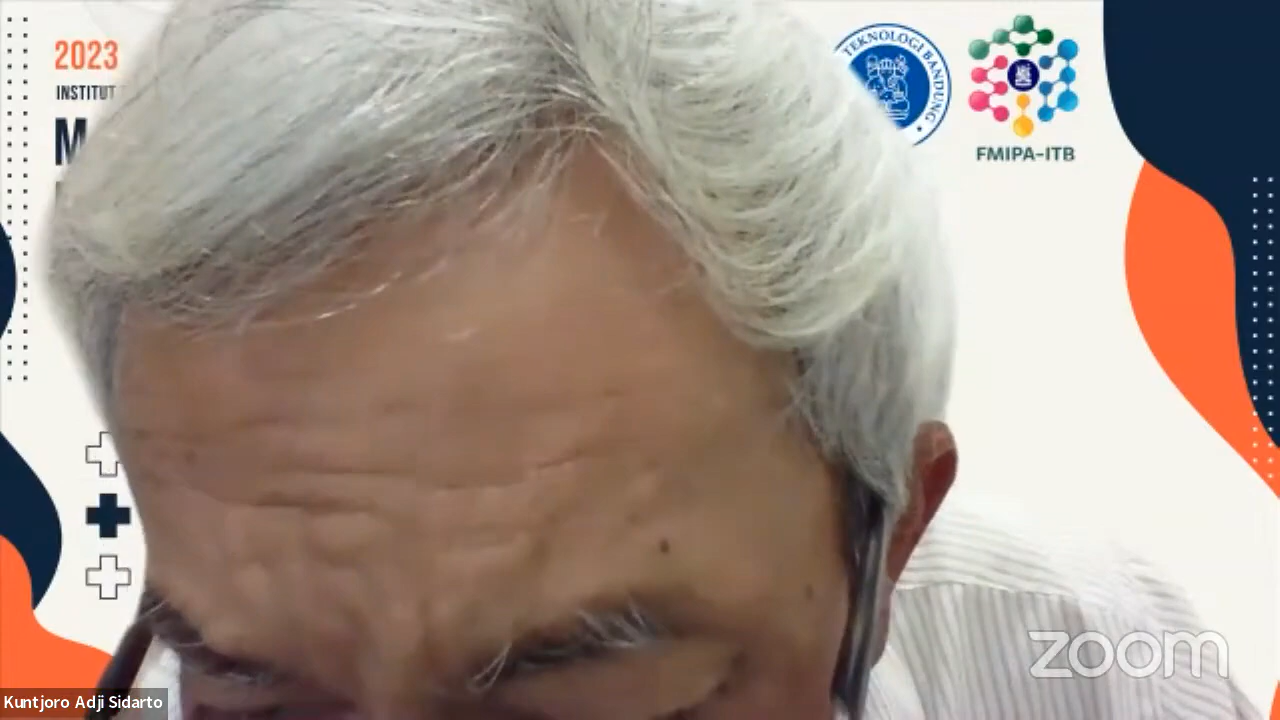 2023
INSTITUT
M
TEKNOLOGI BANDUNG
FMIPA-ITB
zoom
Kuntjoro Adji Sidarto